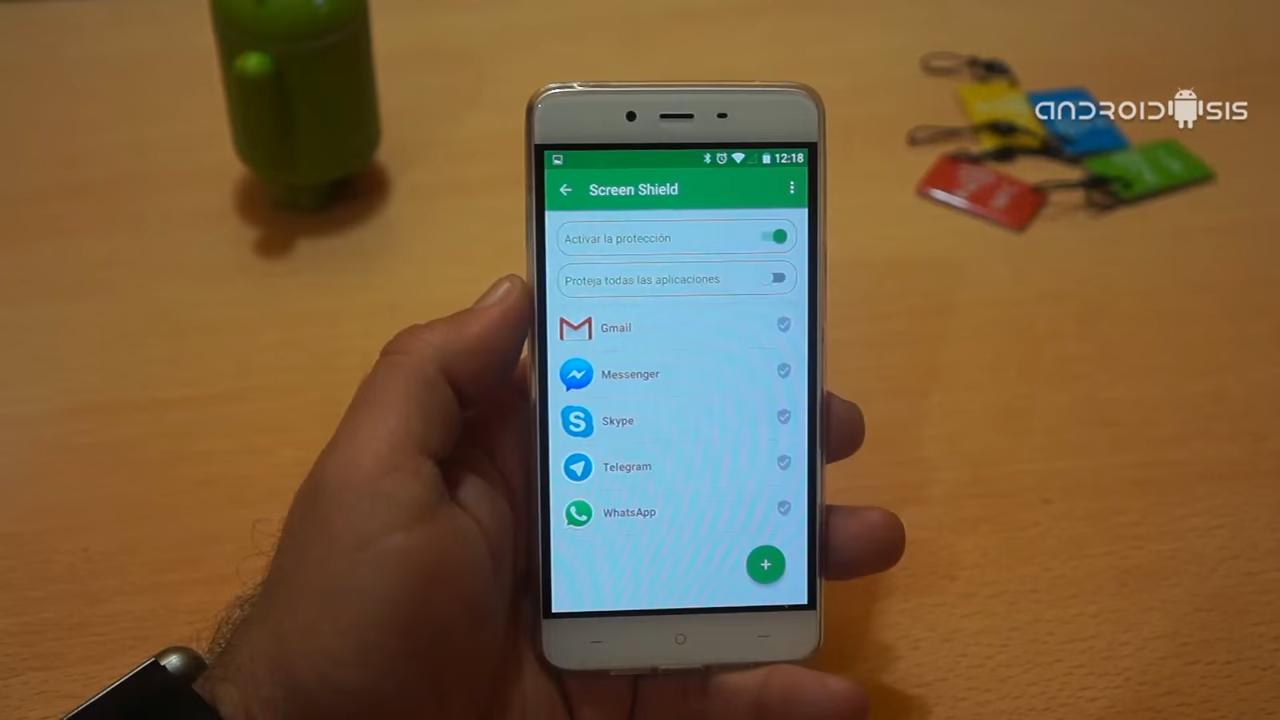 ANDROIDSIS
12:18
Screen Shield
Activar la protección
Proteja todas las aplicaciones
Gmail
Messenger
Skype
Telegram
WhatsApp